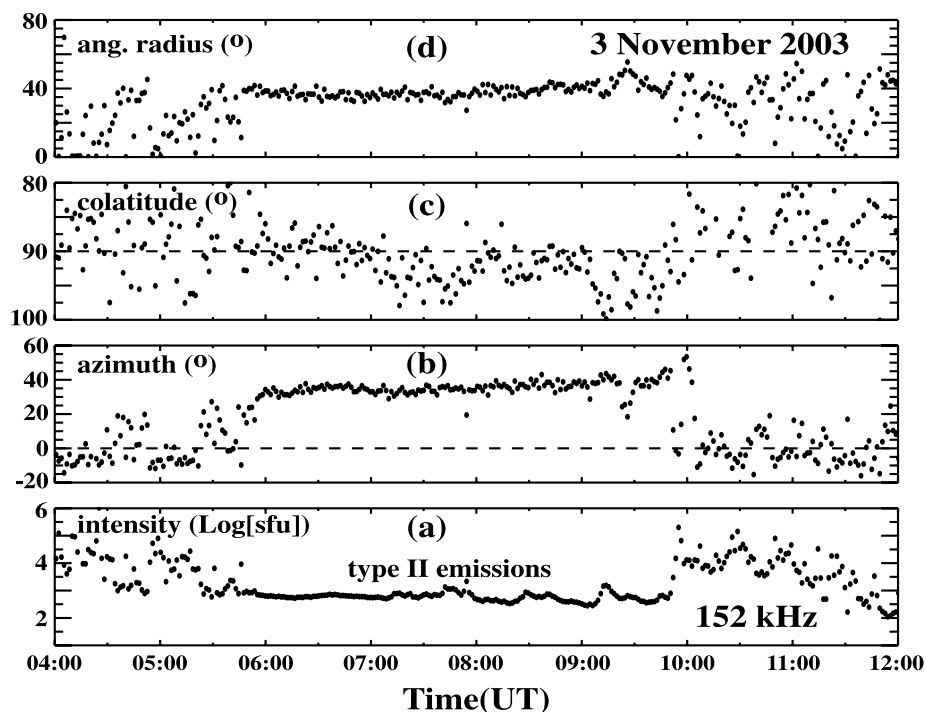 80
ang. radius (o)
(d)
3 November 2003
40
0
80
colatitude (o)
(c)
90
100
60
azimuth (o)
(b)
40
20
0
-20
6
intensity (Log[sfu])
(a)
4
type II emissions
2
152 kHz
04:00 05:00 06:00 07:00 08:00 09:00 10:00 11:00 12:00
Time(UT)